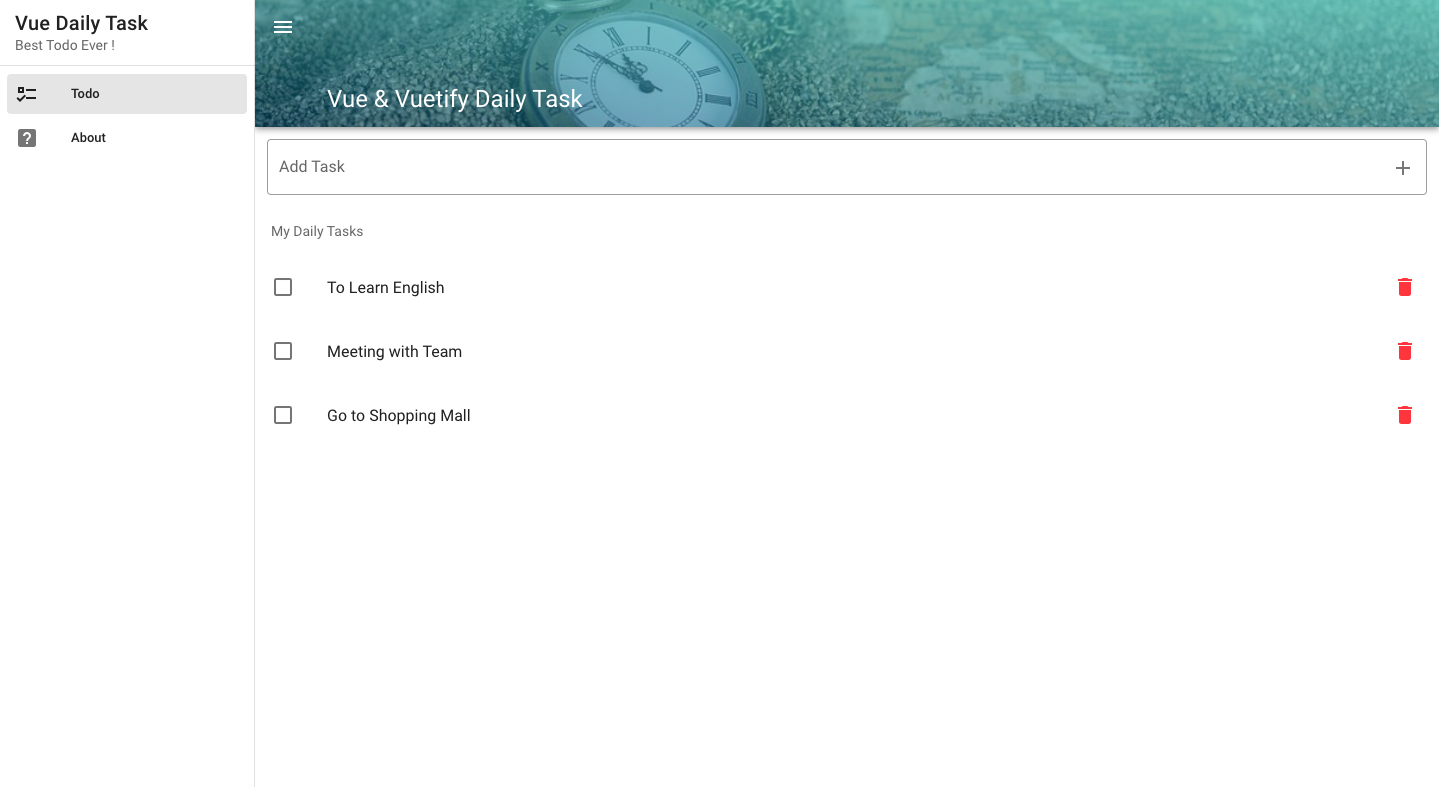 Vue Daily Task
Best Todo Ever !
Todo
About
Vue & Vuetify Daily Task
Add Task
My Daily Tasks
To Learn English
Meeting with Team
Go to Shopping Mall